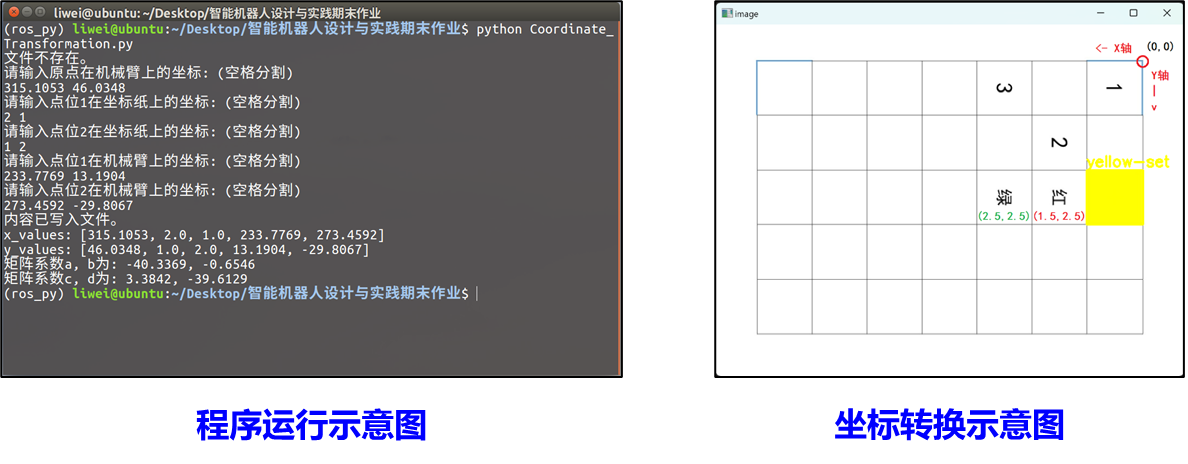 liwei@ubuntu: ~/Desktop/智能机器人设计与实践期末作业
(ros_py) liwei@ubuntu:~/Desktop/智能机器人设计与实践期末作业$ python Coordinate_
Transformation.py
文件不存在。
请输入原点在机械臂上的坐标: (空格分割)
315.1053 46.0348
请输入点位1在坐标纸上的坐标: (空格分割)
2 1
请输入点位2在坐标纸上的坐标: (空格分割)
1 2
请输入点位1在机械臂上的坐标: (空格分割)
233.7769 13.1904
请输入点位2在机械臂上的坐标: (空格分割)
273.4592 -29.8067
内容已写入文件。
x_values: [315.1053, 2.0, 1.0, 233.7769, 273.4592]
y_values: [46.0348, 1.0, 2.0, 13.1904, -29.8067]
矩阵系数a, b为: -40.3369, -0.6546
矩阵系数c, d为: 3.3842, -39.6129
(ros_py) liwei@ubuntu:~/Desktop/智能机器人设计与实践期末作业$
程序运行示意图
image
<- X轴 (0,0)
Y轴
|
v
3
1
2
yellow-set
绿
红
(2.5,2.5)
(1.5,2.5)
坐标转换示意图